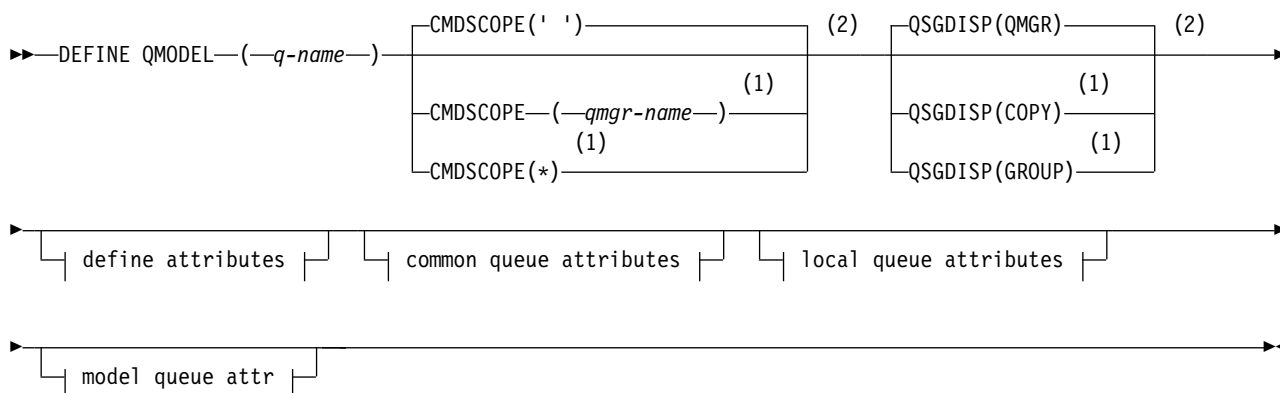 CMDSCOPE(' ') (2) QSGDISP(QMGR) (2)
DEFINE QMODEL ( q-name )
(1) (1)
CMDSCOPE ( qmgr-name ) QSGDISP(COPY)
(1) (1)
CMDSCOPE(*) QSGDISP(GROUP)
define attributes common queue attributes local queue attributes
model queue attr